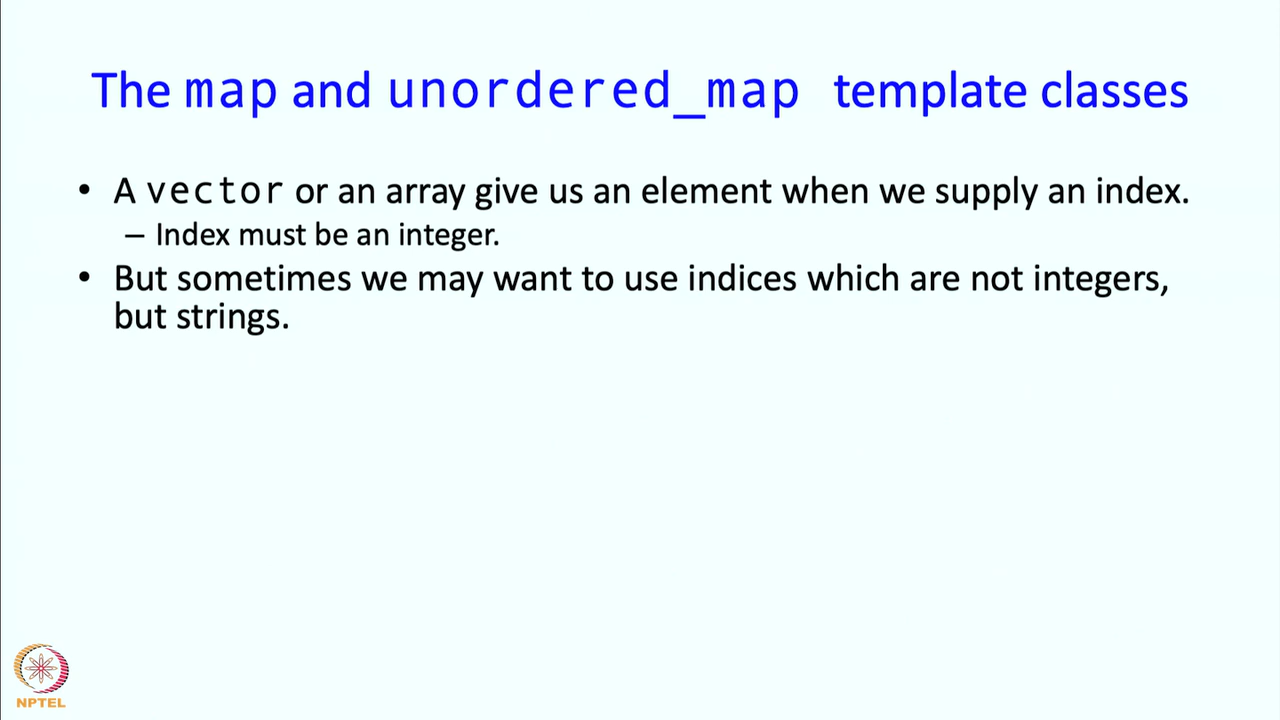 The map and unordered_map template classes
• A vector or an array give us an element when we supply an index.
– Index must be an integer.
• But sometimes we may want to use indices which are not integers,
but strings.
NPTEL